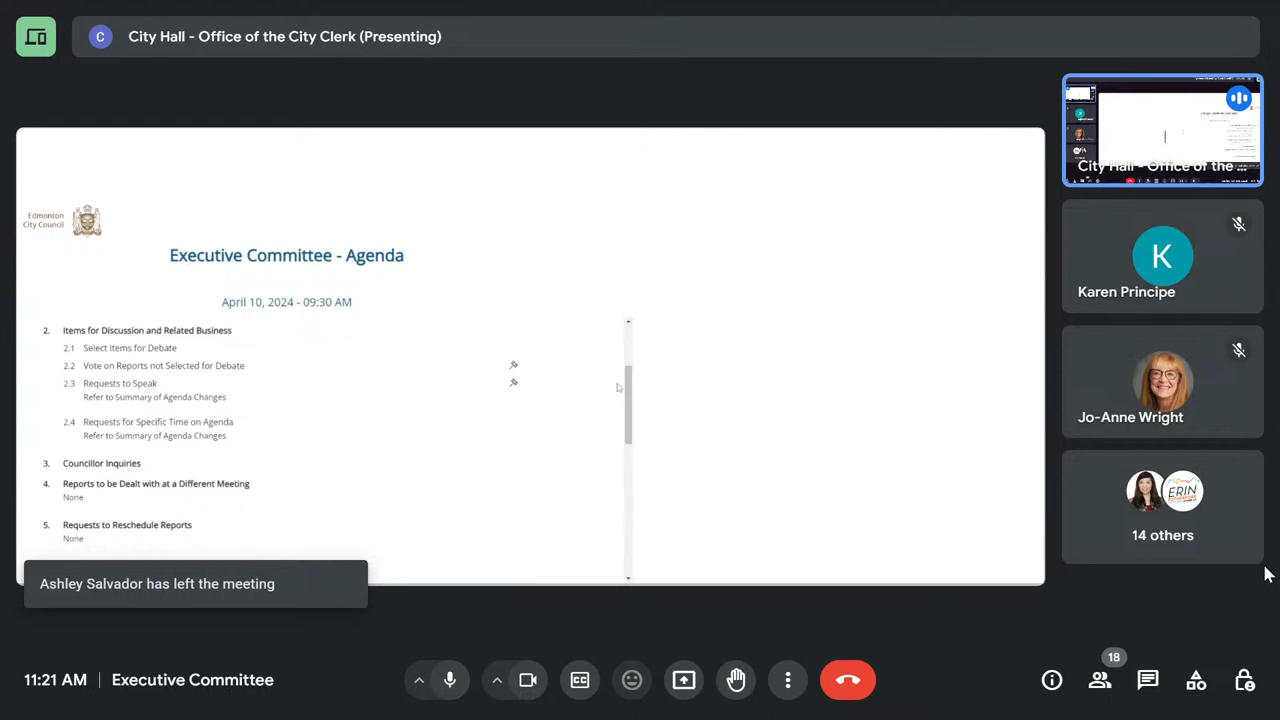 C City Hall - Office of the City Clerk (Presenting)
City Hall - Office of the ...
Edmonton
City Council
Executive Committee - Agenda
April 10, 2024 - 09:30 AM
2. Items for Discussion and Related Business
2.1 Select Items for Debate
2.2 Vote on Reports not Selected for Debate
2.3 Requests to Speak
Refer to Summary of Agenda Changes
2.4 Requests for Specific Time on Agenda
Refer to Summary of Agenda Changes
3. Councillor Inquiries
4. Reports to be Dealt with at a Different Meeting
None
5. Requests to Reschedule Reports
None
K
Karen Principe
Jo-Anne Wright
ERIN
14 others
Ashley Salvador has left the meeting
11:21 AM | Executive Committee
CC
18